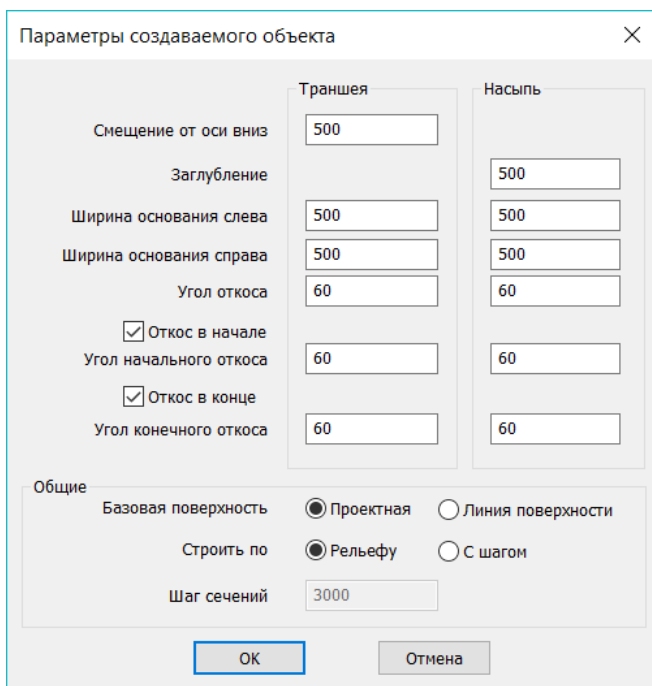 Параметры создаваемого объекта
Траншея Насыпь
Смещение от оси вниз 500
Заглубление 500
Ширина основания слева 500 500
Ширина основания справа 500 500
Угол откоса 60 60
Откос в начале
Угол начального откоса 60 60
Откос в конце
Угол конечного откоса 60 60
Общие
Базовая поверхность Проектная Линия поверхности
Строить по Рельефу С шагом
Шаг сечений 3000
ОК Отмена